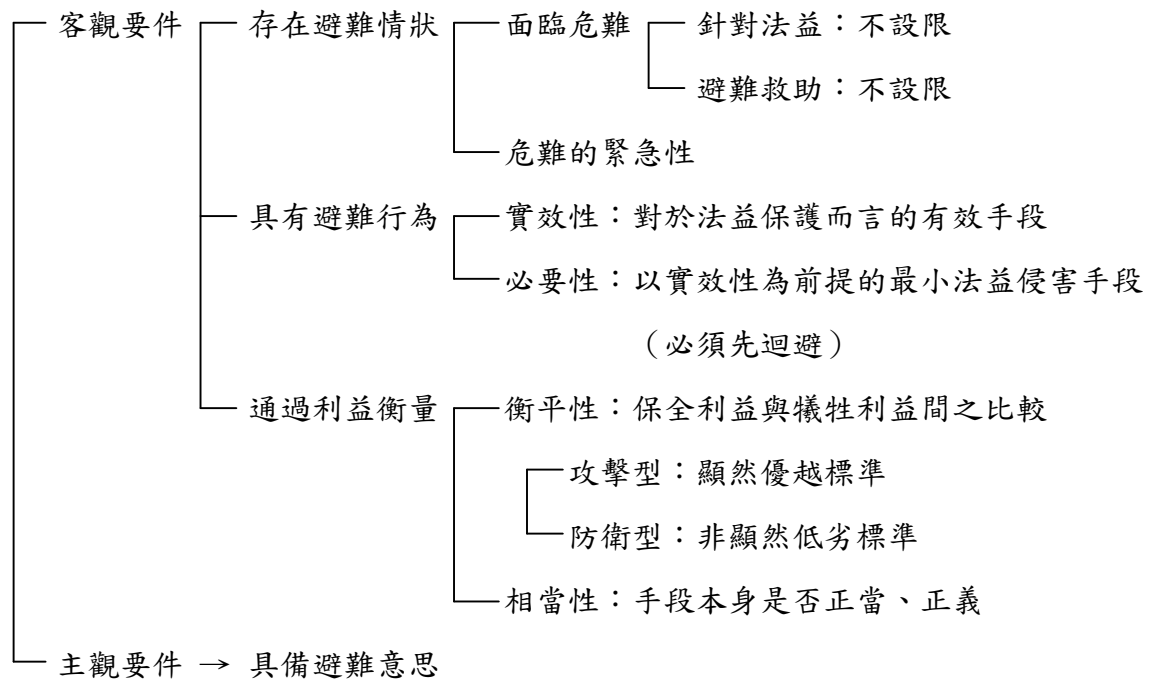 客觀要件 存在避難情狀 面臨危難 針對法益：不設限
避難救助：不設限
危難的緊急性
具有避難行為 實效性：對於法益保護而言的有效手段
必要性：以實效性為前提的最小法益侵害手段
（必須先迴避）
通過利益衡量 衡平性：保全利益與犧牲利益間之比較
攻擊型：顯然優越標準
防衛型：非顯然低劣標準
相當性：手段本身是否正當、正義
主觀要件 → 具備避難意思